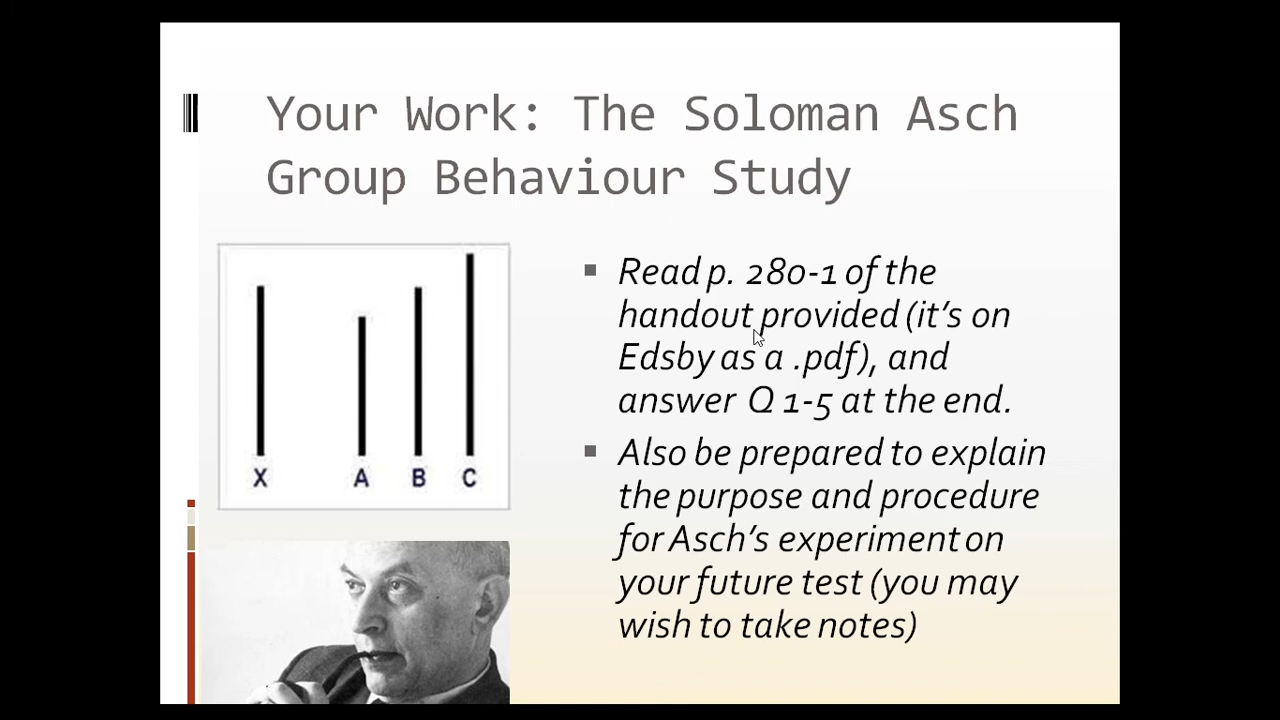 Your Work: The Soloman Asch
Group Behaviour Study
X A B C
Read p. 280-1 of the
handout provided (it's on
Edsby as a .pdf), and
answer Q 1-5 at the end.
Also be prepared to explain
the purpose and procedure
for Asch's experiment on
your future test (you may
wish to take notes)